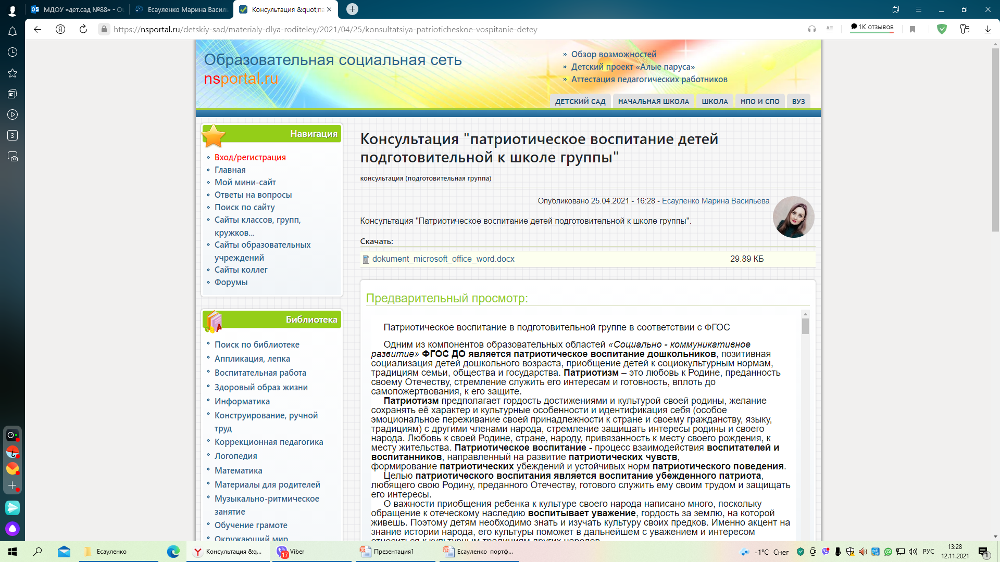 МДОУ «дет.сад №88» - Ou
Есауленко Марина Василь
Консультация &quot;па
https://nsportal.ru/detskiy-sad/materialy-dlya-roditeley/2021/04/25/konsultatsiya-patrioticheskoe-vospitanie-detey
1К отзывов
3
Образовательная социальная сеть
nsportal.ru
Обзор возможностей
Детский проект «Алые паруса»
Аттестация педагогических работников
ДЕТСКИЙ САД
НАЧАЛЬНАЯ ШКОЛА
ШКОЛА
НПО И СПО
ВУЗ
Навигация
Вход/регистрация
Главная
Мой мини-сайт
Ответы на вопросы
Поиск по сайту
Сайты классов, групп,
кружков...
Сайты образовательных
учреждений
Сайты коллег
Форумы
Библиотека
Поиск по библиотеке
Аппликация, лепка
Воспитательная работа
Здоровый образ жизни
Информатика
Конструирование, ручной
труд
Коррекционная педагогика
Логопедия
Математика
Материалы для родителей
Музыкально-ритмическое
занятие
Обучение грамоте
Окружающий мир
Консультация "патриотическое воспитание детей
подготовительной к школе группы"
консультация (подготовительная группа)
Опубликовано 25.04.2021 - 16:28 - Есауленко Марина Васильева
Консультация "Патриотическое воспитание детей подготовительной к школе группы".
Скачать:
dokument_microsoft_office_word.docx
29.89 КБ
Предварительный просмотр:
Патриотическое воспитание в подготовительной группе в соответствии с ФГОС
Одним из компонентов образовательных областей «Социально - коммуникативное
развитие» ФГОС ДО является патриотическое воспитание дошкольников, позитивная
социализация детей дошкольного возраста, приобщение детей к социокультурным нормам,
традициям семьи, общества и государства. Патриотизм – это любовь к Родине, преданность
своему Отечеству, стремление служить его интересам и готовность, вплоть до
самопожертвования, к его защите.
Патриотизм предполагает гордость достижениями и культурой своей родины, желание
сохранять её характер и культурные особенности и идентификация себя (особое
эмоциональное переживание своей принадлежности к стране и своему гражданству, языку,
традициям) с другими членами народа, стремление защищать интересы родины и своего
народа. Любовь к своей Родине, стране, народу, привязанность к месту своего рождения, к
месту жительства. Патриотическое воспитание - процесс взаимодействия воспитателей и
воспитанников, направленный на развитие патриотических чувств,
формирование патриотических убеждений и устойчивых норм патриотического поведения.
Целью патриотического воспитания является воспитание убежденного патриота,
любящего свою Родину, преданного Отечеству, готового служить ему своим трудом и защищать
его интересы.
О важности приобщения ребенка к культуре своего народа написано много, поскольку
обращение к отеческому наследию воспитывает уважение, гордость за землю, на которой
живешь. Поэтому детям необходимо знать и изучать культуру своих предков. Именно акцент на
знание истории народа, его культуры поможет в дальнейшем с уважением и интересом
относиться к культурным традициям других народов.
Есауленко
Консультация &q...
17
Viber
Презентация1
Есауленко портф...
-1°C Снег
РУС
13:28
12.11.2021
1